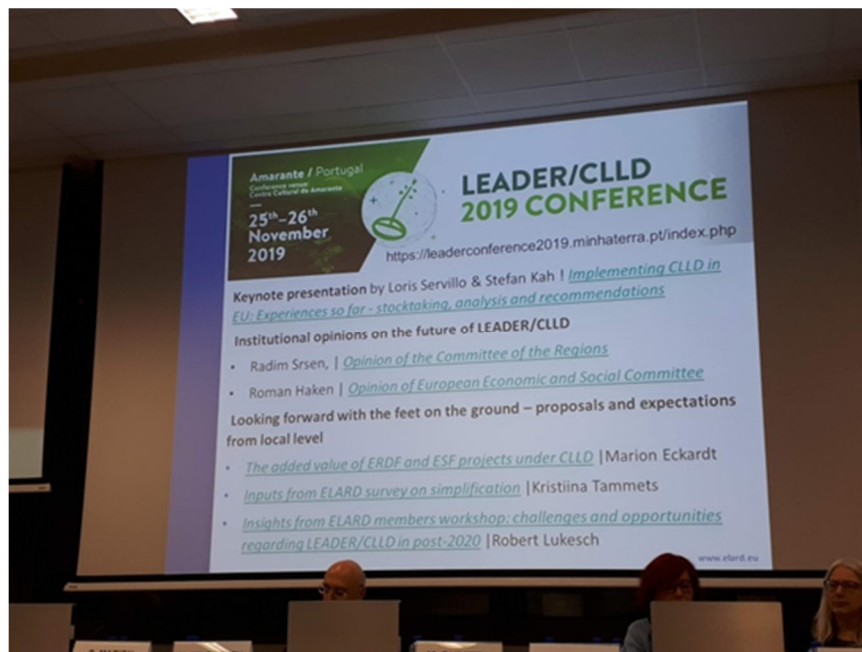 Amarante / Portugal
Conference venue
Centro Cultural de Amarante
25th–26th
November
2019
LEADER/CLLD
2019 CONFERENCE
https://leaderconference2019.minhaterra.pt/index.php
Keynote presentation by Loris Servillo & Stefan Kah ! Implementing CLLD in
EU: Experiences so far - stocktaking, analysis and recommendations
Institutional opinions on the future of LEADER/CLLD
• Radim Srsen, | Opinion of the Committee of the Regions
• Roman Haken | Opinion of European Economic and Social Committee
Looking forward with the feet on the ground – proposals and expectations
from local level
• The added value of ERDF and ESF projects under CLLD |Marion Eckardt
• Inputs from ELARD survey on simplification |Kristiina Tammets
• Insights from ELARD members workshop: challenges and opportunities
regarding LEADER/CLLD in post-2020 |Robert Lukesch
www.elard.eu